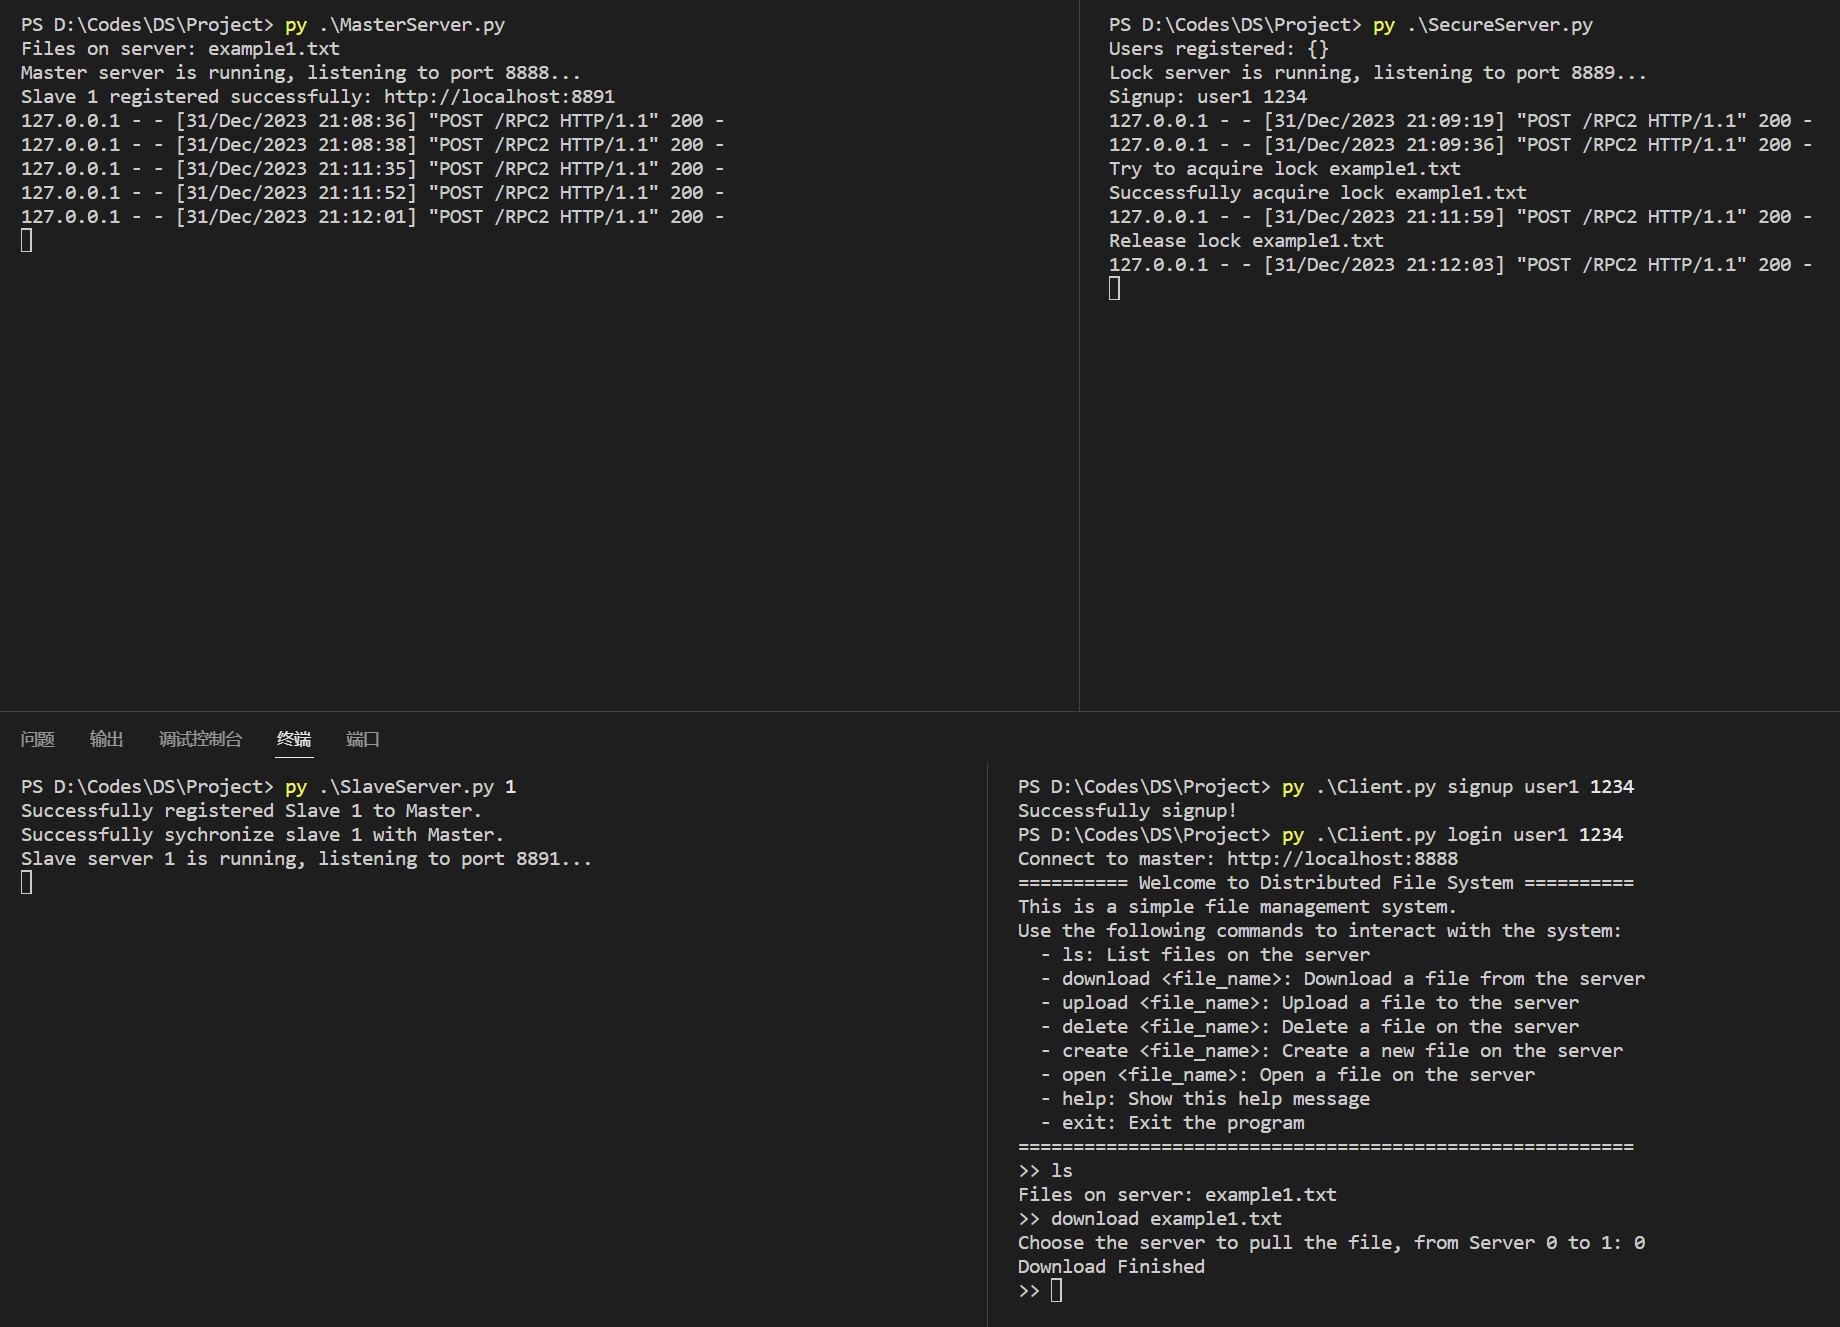 PS D:\Codes\DS\Project> py .\MasterServer.py
Files on server: example1.txt
Master server is running, listening to port 8888...
Slave 1 registered successfully: http://localhost:8891
127.0.0.1 - - [31/Dec/2023 21:08:36] "POST /RPC2 HTTP/1.1" 200 -
127.0.0.1 - - [31/Dec/2023 21:08:38] "POST /RPC2 HTTP/1.1" 200 -
127.0.0.1 - - [31/Dec/2023 21:11:35] "POST /RPC2 HTTP/1.1" 200 -
127.0.0.1 - - [31/Dec/2023 21:11:52] "POST /RPC2 HTTP/1.1" 200 -
127.0.0.1 - - [31/Dec/2023 21:12:01] "POST /RPC2 HTTP/1.1" 200 -
PS D:\Codes\DS\Project> py .\SecureServer.py
Users registered: {}
Lock server is running, listening to port 8889...
Signup: user1 1234
127.0.0.1 - - [31/Dec/2023 21:09:19] "POST /RPC2 HTTP/1.1" 200 -
127.0.0.1 - - [31/Dec/2023 21:09:36] "POST /RPC2 HTTP/1.1" 200 -
Try to acquire lock example1.txt
Successfully acquire lock example1.txt
127.0.0.1 - - [31/Dec/2023 21:11:59] "POST /RPC2 HTTP/1.1" 200 -
Release lock example1.txt
127.0.0.1 - - [31/Dec/2023 21:12:03] "POST /RPC2 HTTP/1.1" 200 -
问题 输出 调试控制台 终端 端口
PS D:\Codes\DS\Project> py .\SlaveServer.py 1
Successfully registered Slave 1 to Master.
Successfully sychronize slave 1 with Master.
Slave server 1 is running, listening to port 8891...
PS D:\Codes\DS\Project> py .\Client.py signup user1 1234
Successfully signup!
PS D:\Codes\DS\Project> py .\Client.py login user1 1234
Connect to master: http://localhost:8888
========== Welcome to Distributed File System ==========
This is a simple file management system.
Use the following commands to interact with the system:
  - ls: List files on the server
  - download <file_name>: Download a file from the server
  - upload <file_name>: Upload a file to the server
  - delete <file_name>: Delete a file on the server
  - create <file_name>: Create a new file on the server
  - open <file_name>: Open a file on the server
  - help: Show this help message
  - exit: Exit the program
========================================================
>> ls
Files on server: example1.txt
>> download example1.txt
Choose the server to pull the file, from Server 0 to 1: 0
Download Finished
>>